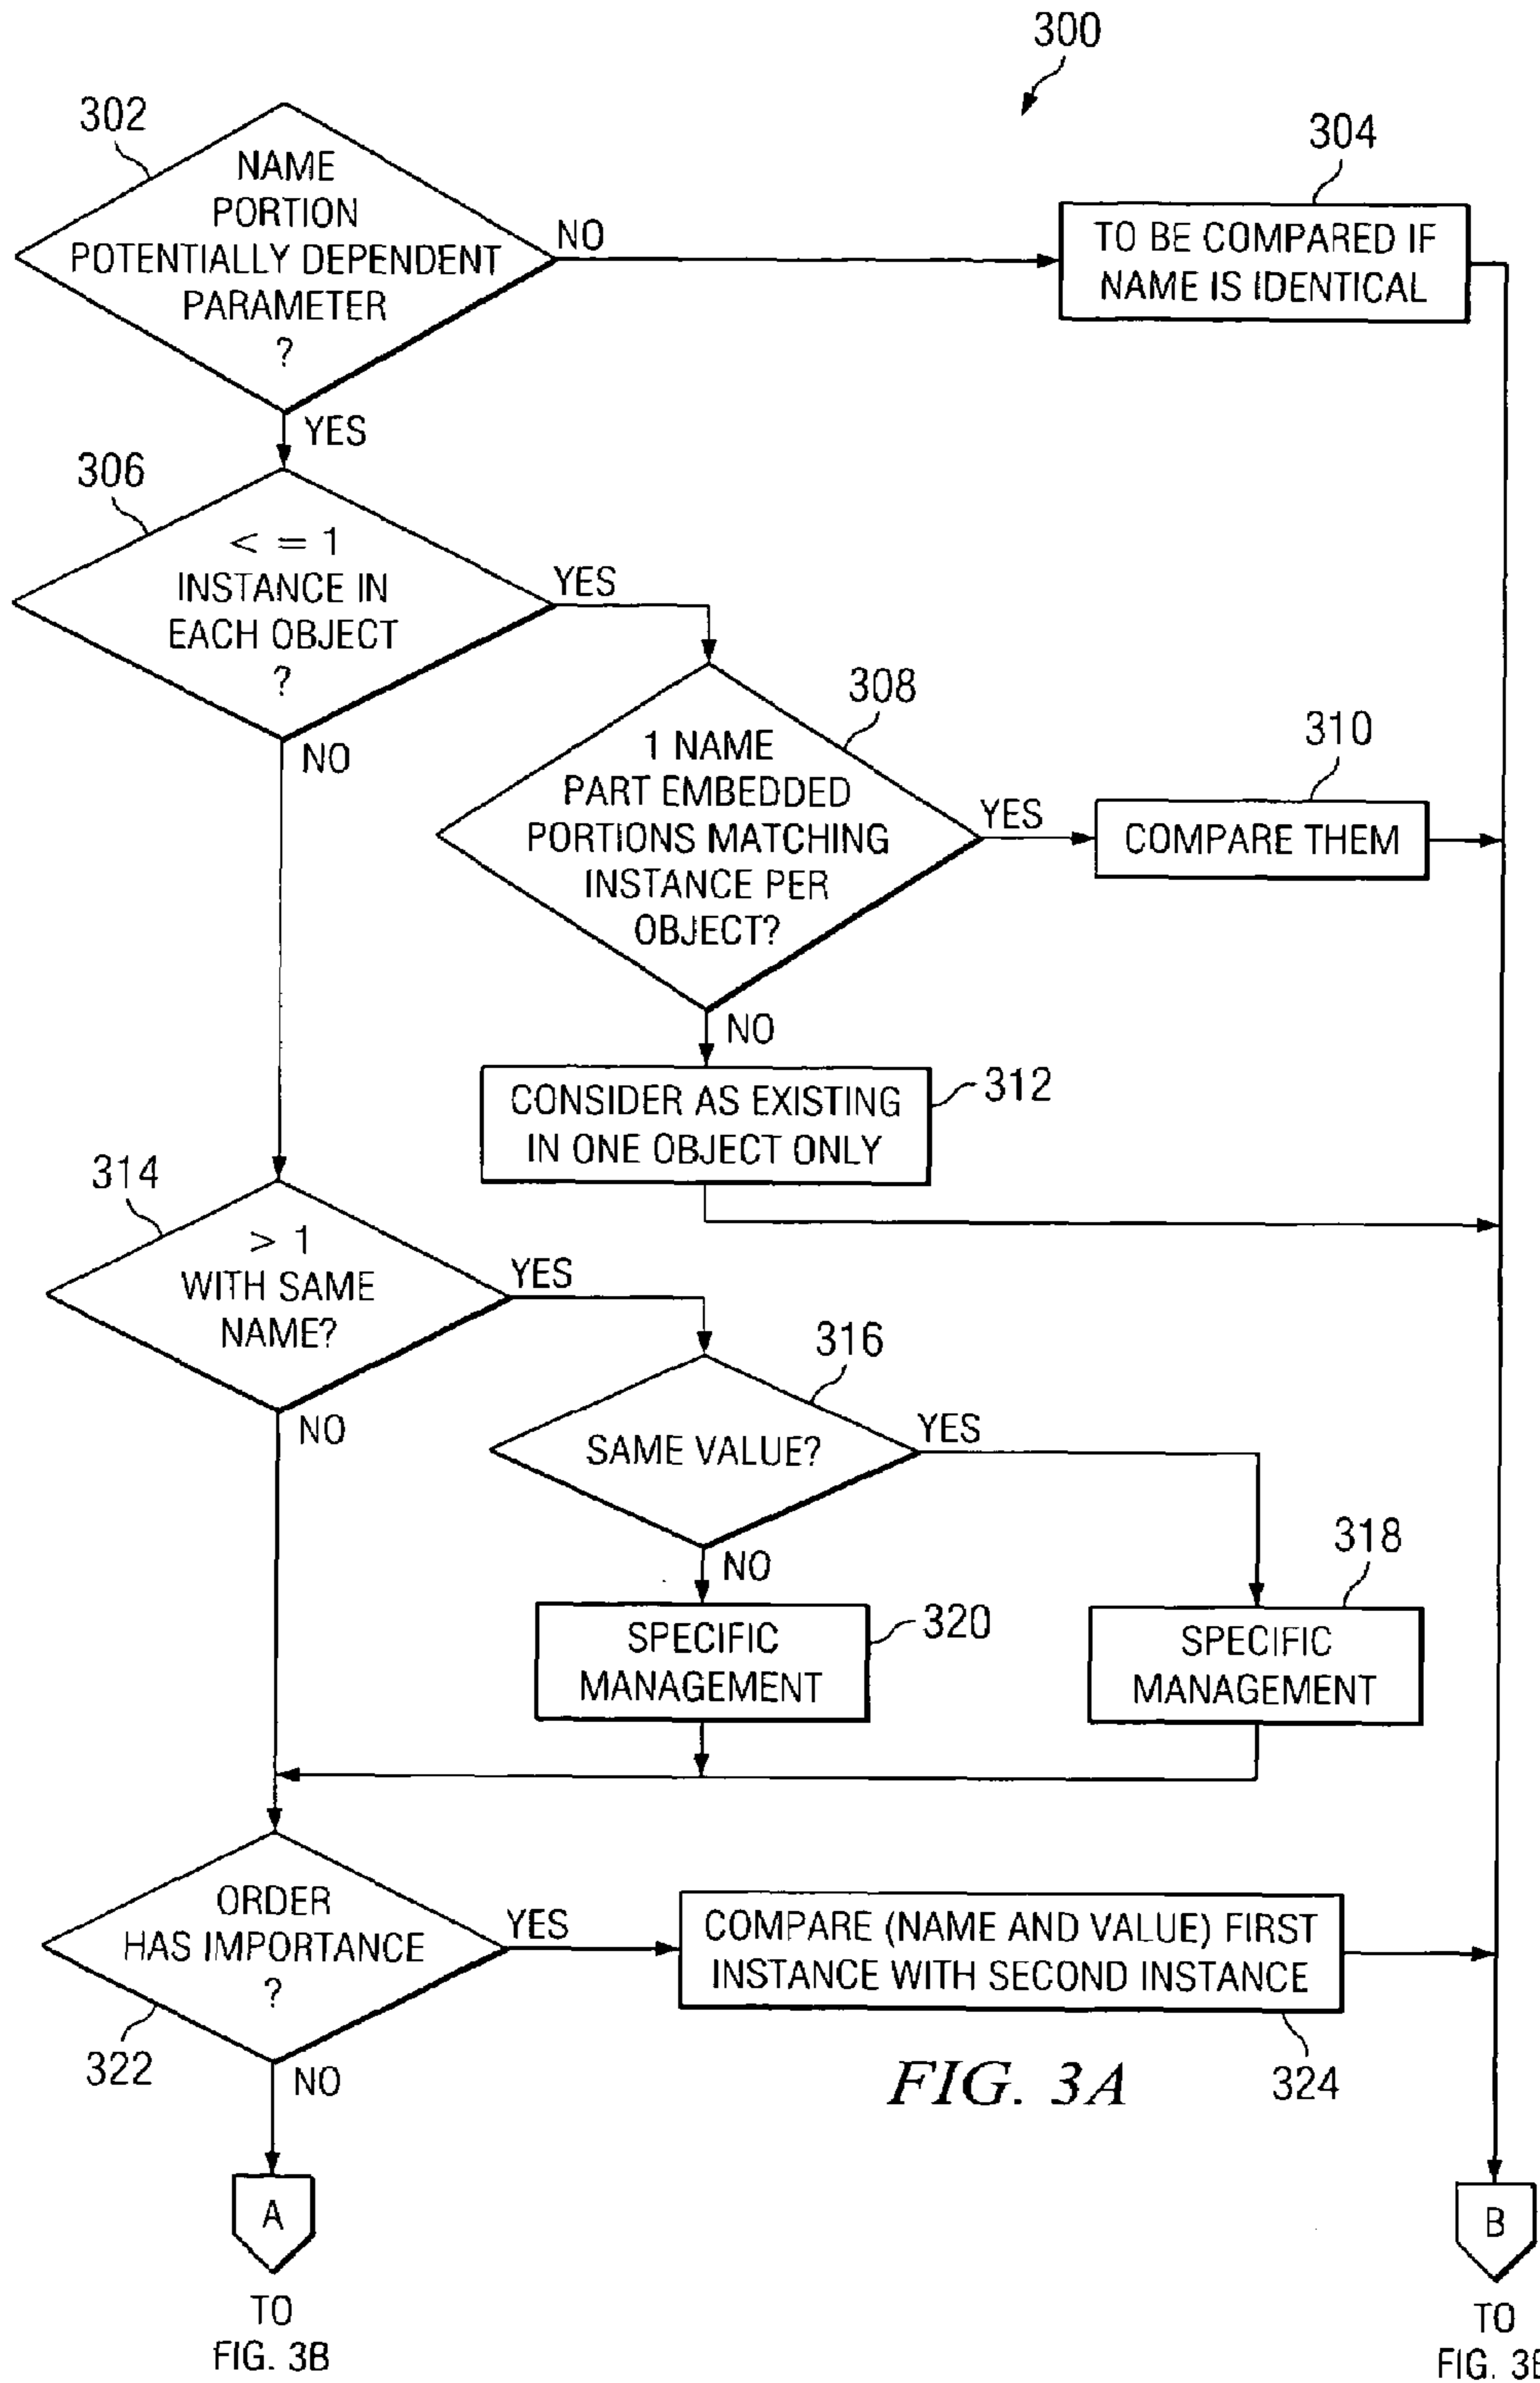 300
302
NAME
PORTION
POTENTIALLY DEPENDENT
PARAMETER
?
NO
304
TO BE COMPARED IF
NAME IS IDENTICAL
YES
306
< = 1
INSTANCE IN
EACH OBJECT
?
YES
NO
308
1 NAME
PART EMBEDDED
PORTIONS MATCHING
INSTANCE PER
OBJECT?
YES
310
COMPARE THEM
NO
CONSIDER AS EXISTING
IN ONE OBJECT ONLY
312
314
> 1
WITH SAME
NAME?
YES
NO
316
SAME VALUE?
YES
NO
318
SPECIFIC
MANAGEMENT
320
SPECIFIC
MANAGEMENT
ORDER
HAS IMPORTANCE
?
322
YES
COMPARE (NAME AND VALUE) FIRST
INSTANCE WITH SECOND INSTANCE
324
NO
FIG. 3A
A
TO
FIG. 3B
B
TO
FIG. 3B